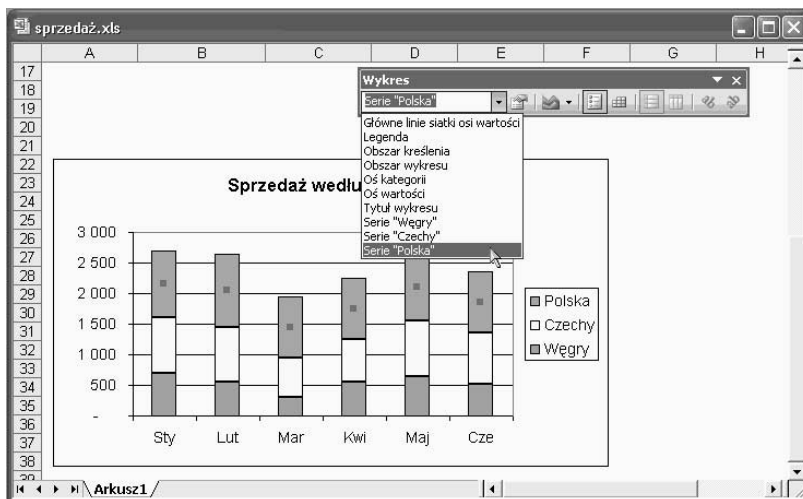 sprzedaż.xls
A B C D E F G H
17
18
19
20
21
22
23
24
25
26
27
28
29
30
31
32
33
34
35
36
37
38
39
Wykres
Serie "Polska"
Główne linie siatki osi wartości
Legenda
Obszar kreślenia
Obszar wykresu
Oś kategorii
Oś wartości
Tytuł wykresu
Serie "Węgry"
Serie "Czechy"
Serie "Polska"
Sprzedaż wedłu
3 000
2 500
2 000
1 500
1 000
500
-
Sty Lut Mar Kwi Maj Cze
Polska
Czechy
Węgry
Arkusz1